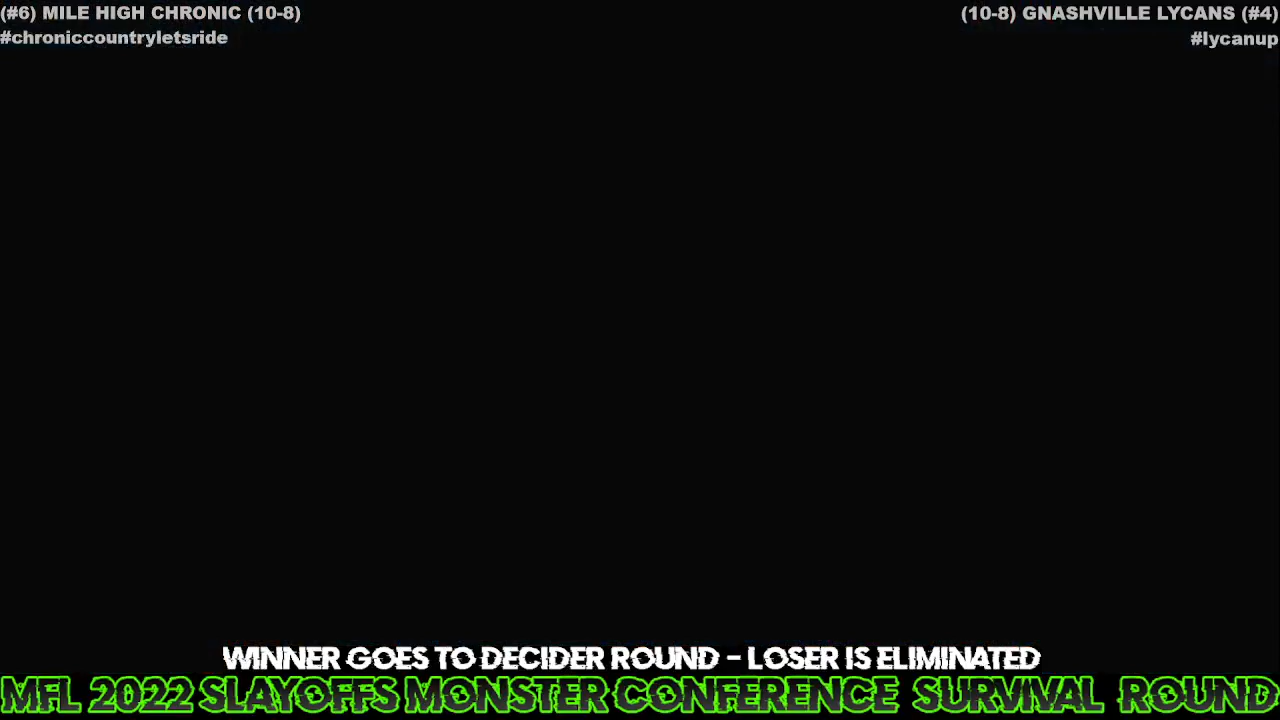 (#6) MILE HIGH CHRONIC (10-8)
(10-8) GNASHVILLE LYCANS (#4)
#chroniccountryletsride
#lycanup
WINNER GOES TO DECIDER ROUND - LOSER IS ELIMINATED
MFL 2022 SLAYOFFS MONSTER CONFERENCE SURVIVAL ROUND